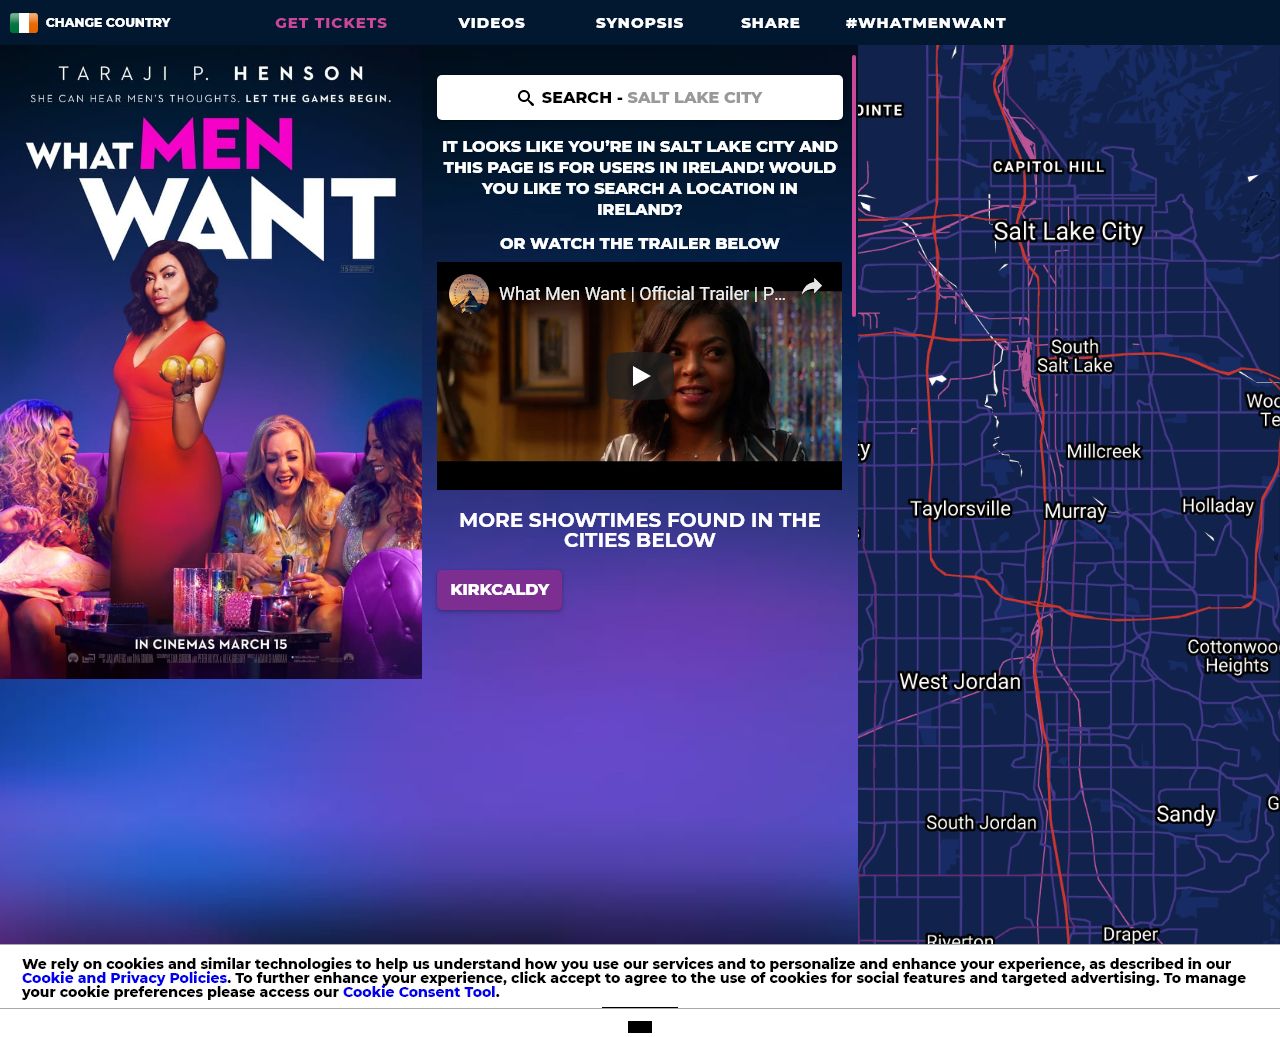 CHANGE COUNTRY
GET TICKETS
VIDEOS
SYNOPSIS
SHARE
#WHATMENWANT
TARAJI P. HENSON
SHE CAN HEAR MEN'S THOUGHTS. LET THE GAMES BEGIN.
WHAT MEN
WANT
IN CINEMAS MARCH 15
SEARCH - SALT LAKE CITY
IT LOOKS LIKE YOU'RE IN SALT LAKE CITY AND
THIS PAGE IS FOR USERS IN IRELAND! WOULD
YOU LIKE TO SEARCH A LOCATION IN
IRELAND?
OR WATCH THE TRAILER BELOW
What Men Want | Official Trailer | P...
MORE SHOWTIMES FOUND IN THE
CITIES BELOW
KIRKCALDY
OINTE
CAPITOL HILL
Salt Lake City
South
Salt Lake
Woo
Te
ty
Millcreek
Taylorsville
Murray
Holladay
Cottonwoo
Heights
West Jordan
South Jordan
Sandy
Riverton
Draper
We rely on cookies and similar technologies to help us understand how you use our services and to personalize and enhance your experience, as described in our
Cookie and Privacy Policies. To further enhance your experience, click accept to agree to the use of cookies for social features and targeted advertising. To manage
your cookie preferences please access our Cookie Consent Tool.